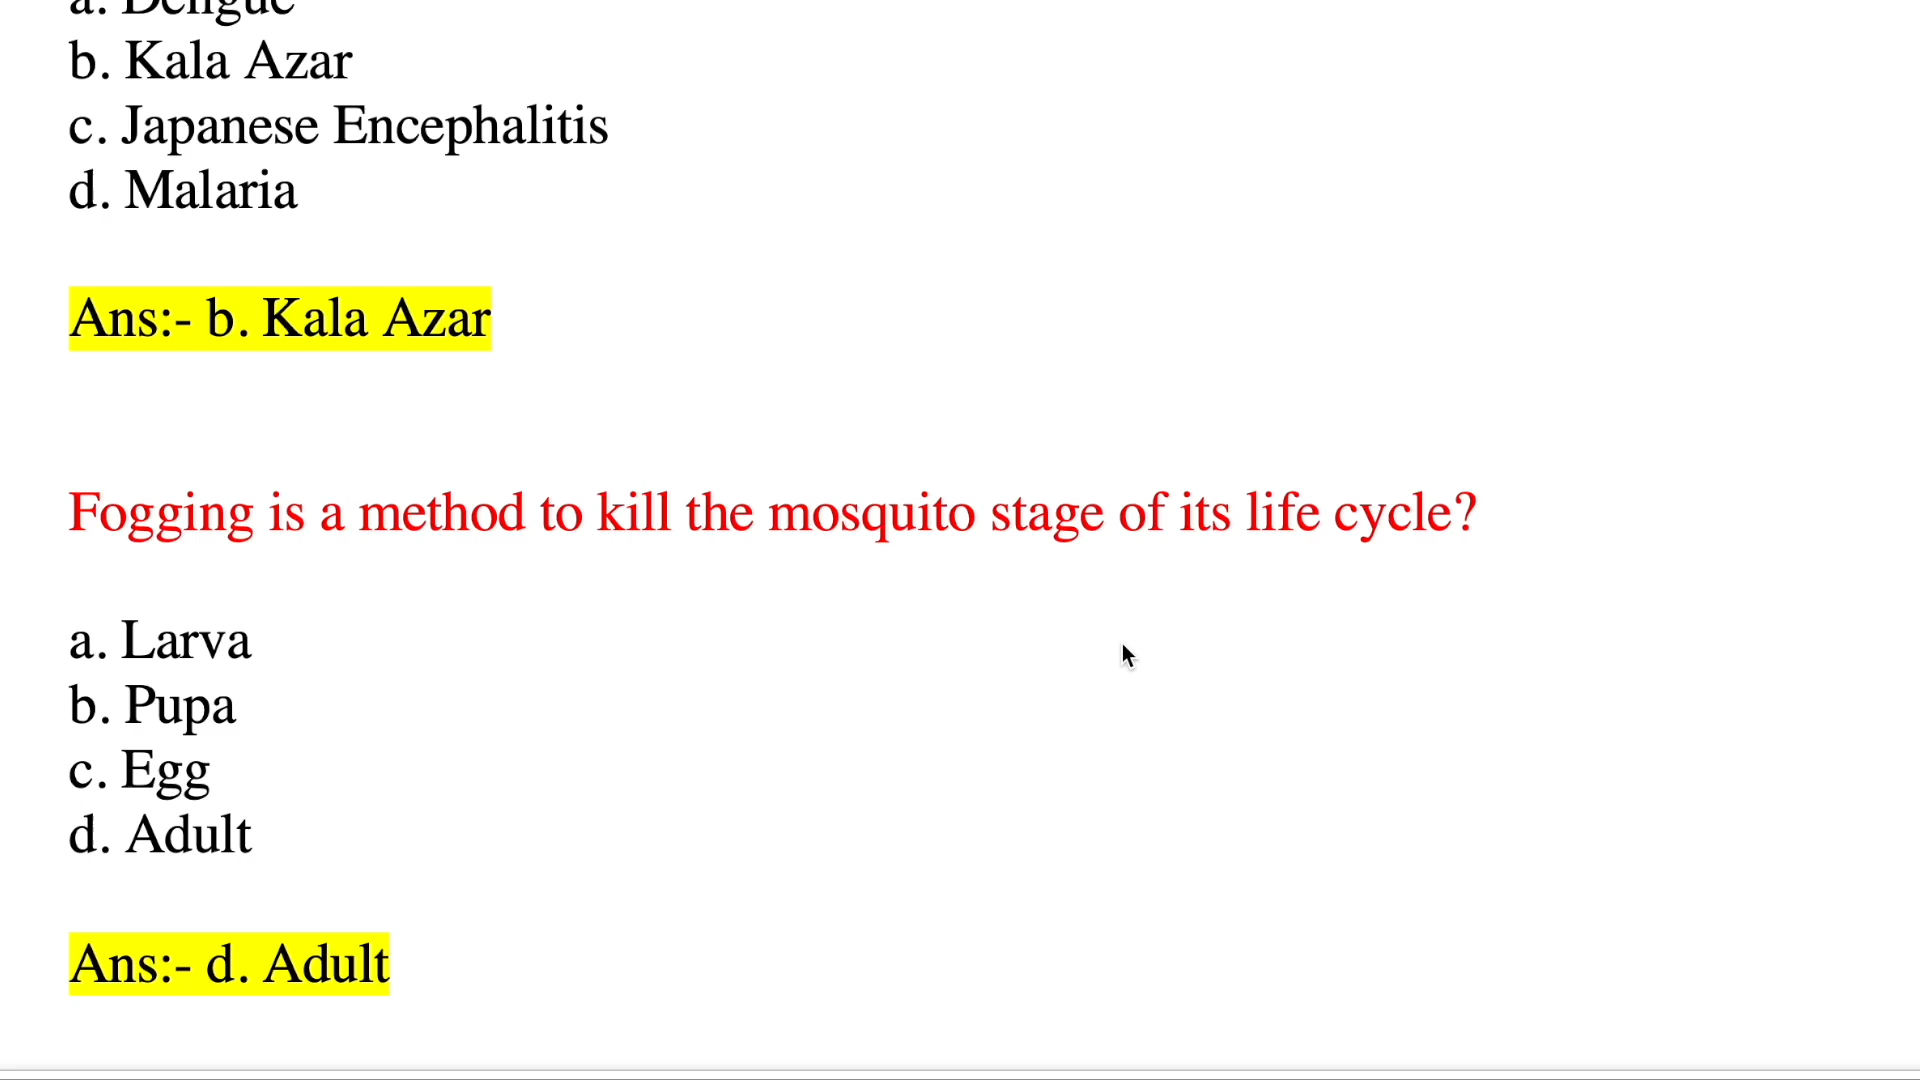 a. Dengue
b. Kala Azar
c. Japanese Encephalitis
d. Malaria
Ans:- b. Kala Azar
Fogging is a method to kill the mosquito stage of its life cycle?
a. Larva
b. Pupa
c. Egg
d. Adult
Ans:- d. Adult